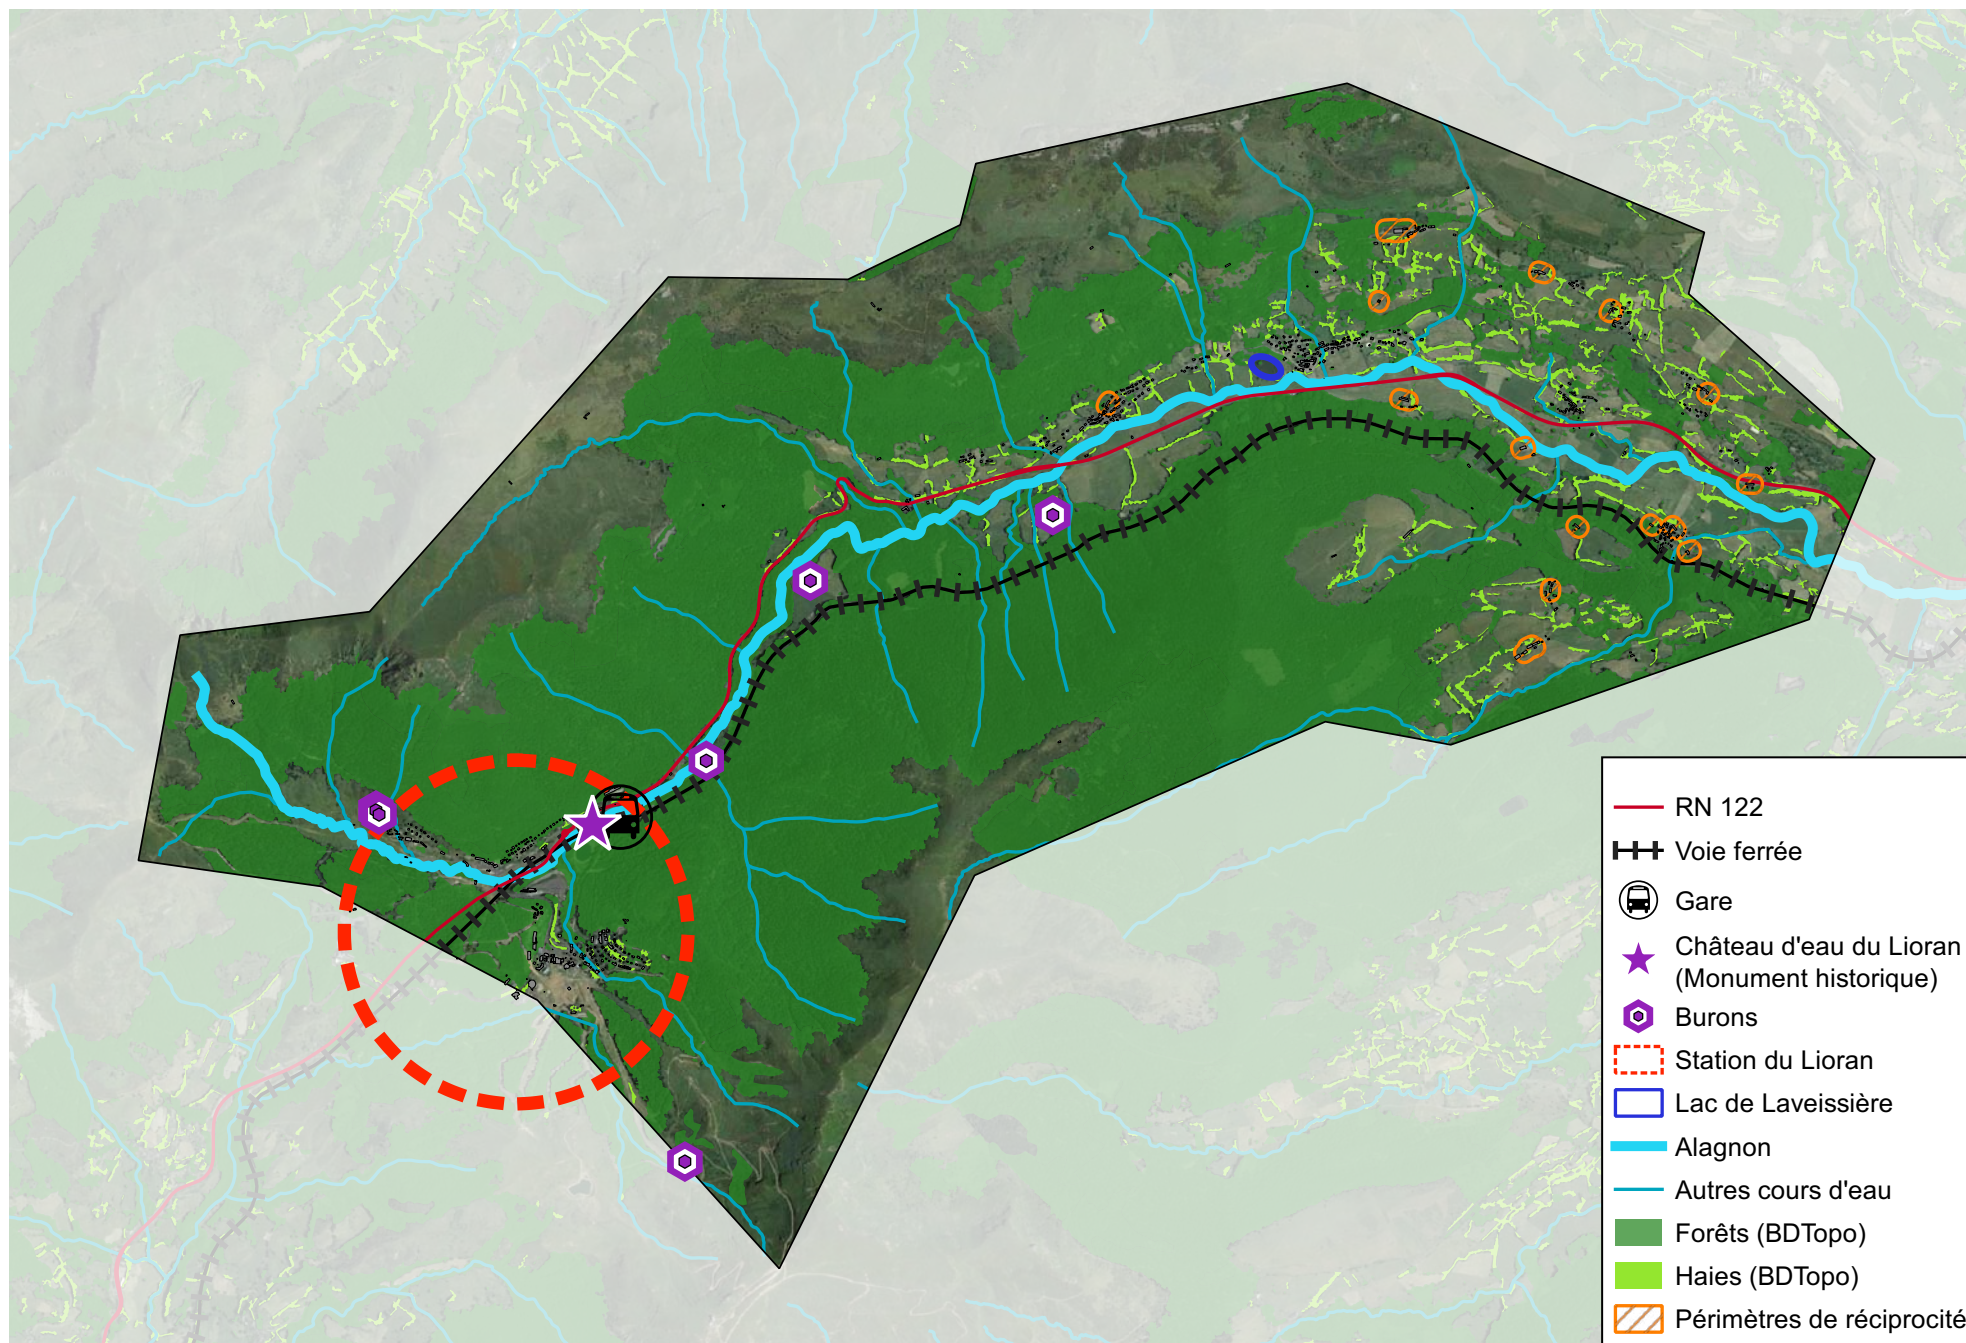 RN 122
Voie ferrée
Gare
Château d'eau du Lioran
(Monument historique)
Burons
Station du Lioran
Lac de Laveissière
Alagnon
Autres cours d'eau
Forêts (BDTopo)
Haies (BDTopo)
Périmètres de réciprocité